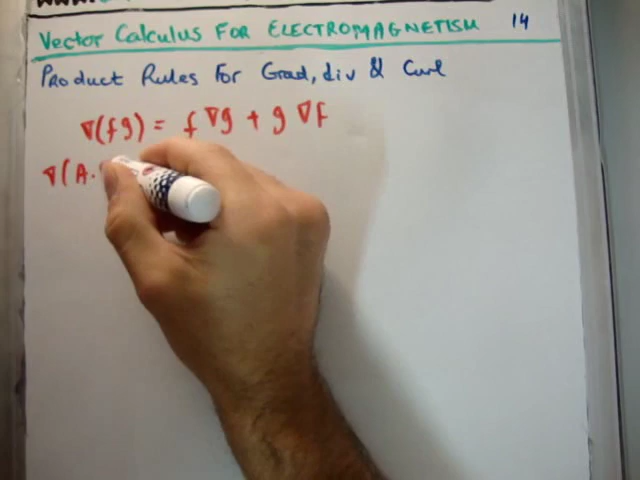 Vector Calculus For Electromagnetism 14
Product Rules For Grad, div & Curl
∇(fg) = f ∇g + g ∇f
∇(A.